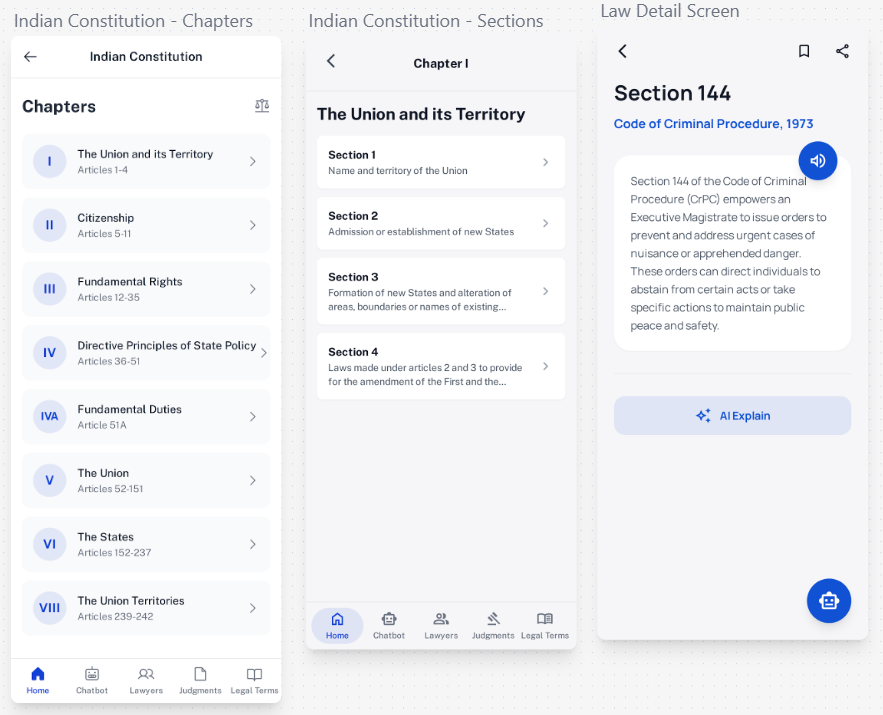 Indian Constitution - Chapters
Indian Constitution
Chapters
I
The Union and its Territory
Articles 1-4
II
Citizenship
Articles 5-11
III
Fundamental Rights
Articles 12-35
IV
Directive Principles of State Policy
Articles 36-51
IVA
Fundamental Duties
Article 51A
V
The Union
Articles 52-151
VI
The States
Articles 152-237
VIII
The Union Territories
Articles 239-242
Home
Chatbot
Lawyers
Judgments
Legal Terms
Indian Constitution - Sections
Chapter I
The Union and its Territory
Section 1
Name and territory of the Union
Section 2
Admission or establishment of new States
Section 3
Formation of new States and alteration of
areas, boundaries or names of existing...
Section 4
Laws made under articles 2 and 3 to provide
for the amendment of the First and the...
Home
Chatbot
Lawyers
Judgments
Legal Terms
Law Detail Screen
Section 144
Code of Criminal Procedure, 1973
Section 144 of the Code of Criminal
Procedure (CrPC) empowers an
Executive Magistrate to issue orders to
prevent and address urgent cases of
nuisance or apprehended danger.
These orders can direct individuals to
abstain from certain acts or take
specific actions to maintain public
peace and safety.
AI Explain